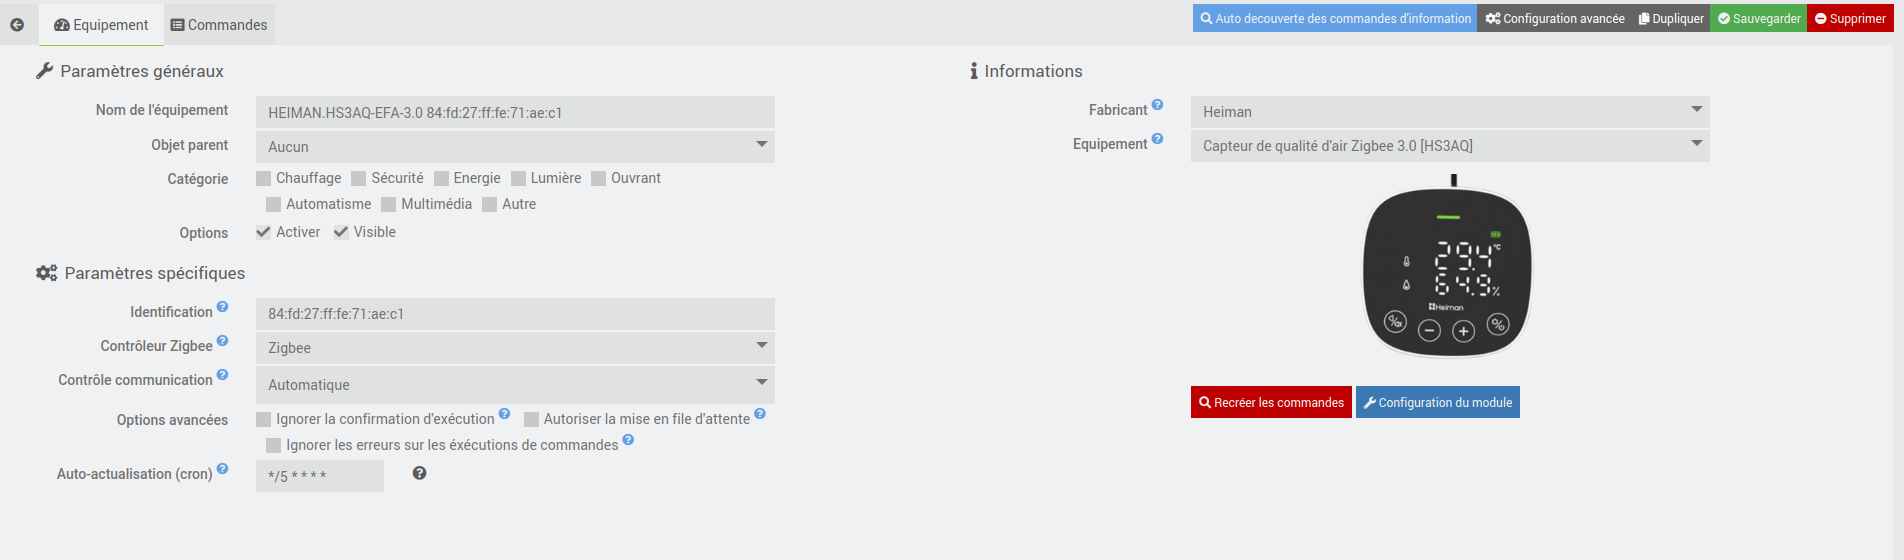 Equipement
Commandes
Auto decouverte des commandes d'information
Configuration avancée
Dupliquer
Sauvegarder
Supprimer
Paramètres généraux
Nom de l'équipement
HEIMAN.HS3AQ-EFA-3.0 84:fd:27:ff:fe:71:ae:c1
Objet parent
Aucun
Catégorie
Chauffage Sécurité Energie Lumière Ouvrant
Automatisme Multimédia Autre
Options
Activer Visible
Paramètres spécifiques
Identification
84:fd:27:ff:fe:71:ae:c1
Contrôleur Zigbee
Zigbee
Contrôle communication
Automatique
Options avancées
Ignorer la confirmation d'exécution Autoriser la mise en file d'attente
Ignorer les erreurs sur les éxécutions de commandes
Auto-actualisation (cron)
*/5 * * * *
Informations
Fabricant
Heiman
Equipement
Capteur de qualité d'air Zigbee 3.0 [HS3AQ]
29.4 °C
64.9 %
Heiman
Recréer les commandes
Configuration du module